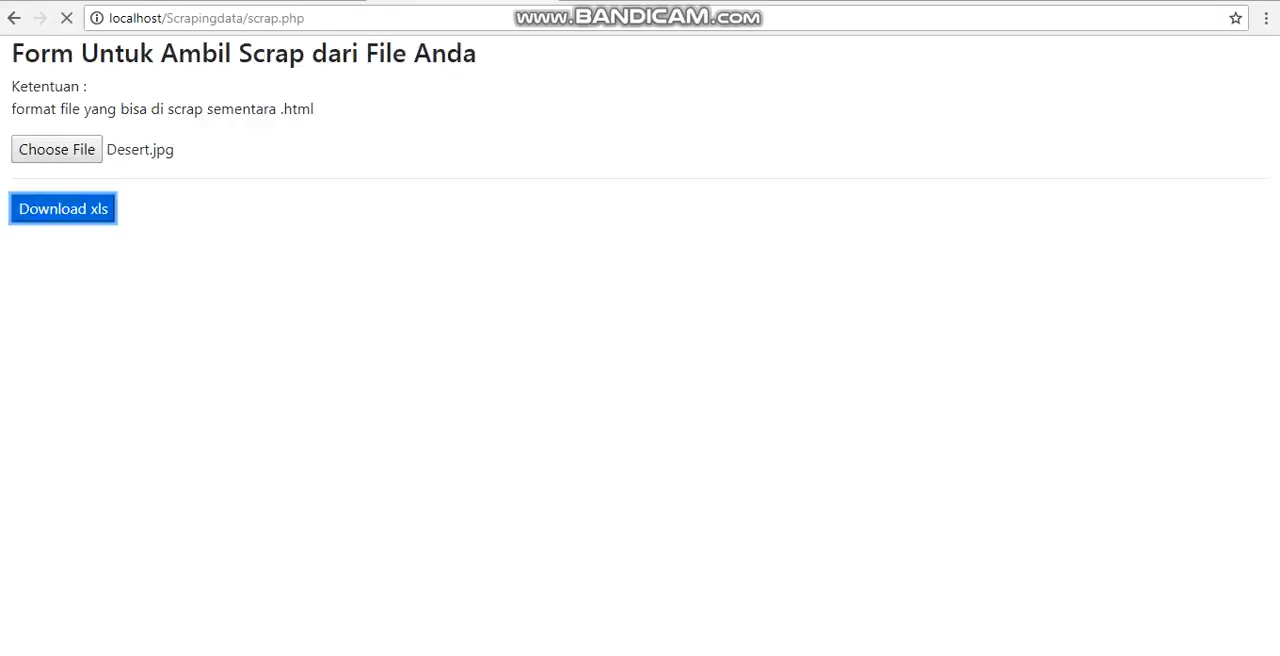 localhost/Scrapingdata/scrap.php
www.BANDICAM.com
Form Untuk Ambil Scrap dari File Anda
Ketentuan :
format file yang bisa di scrap sementara .html
Choose File Desert.jpg
Download xls